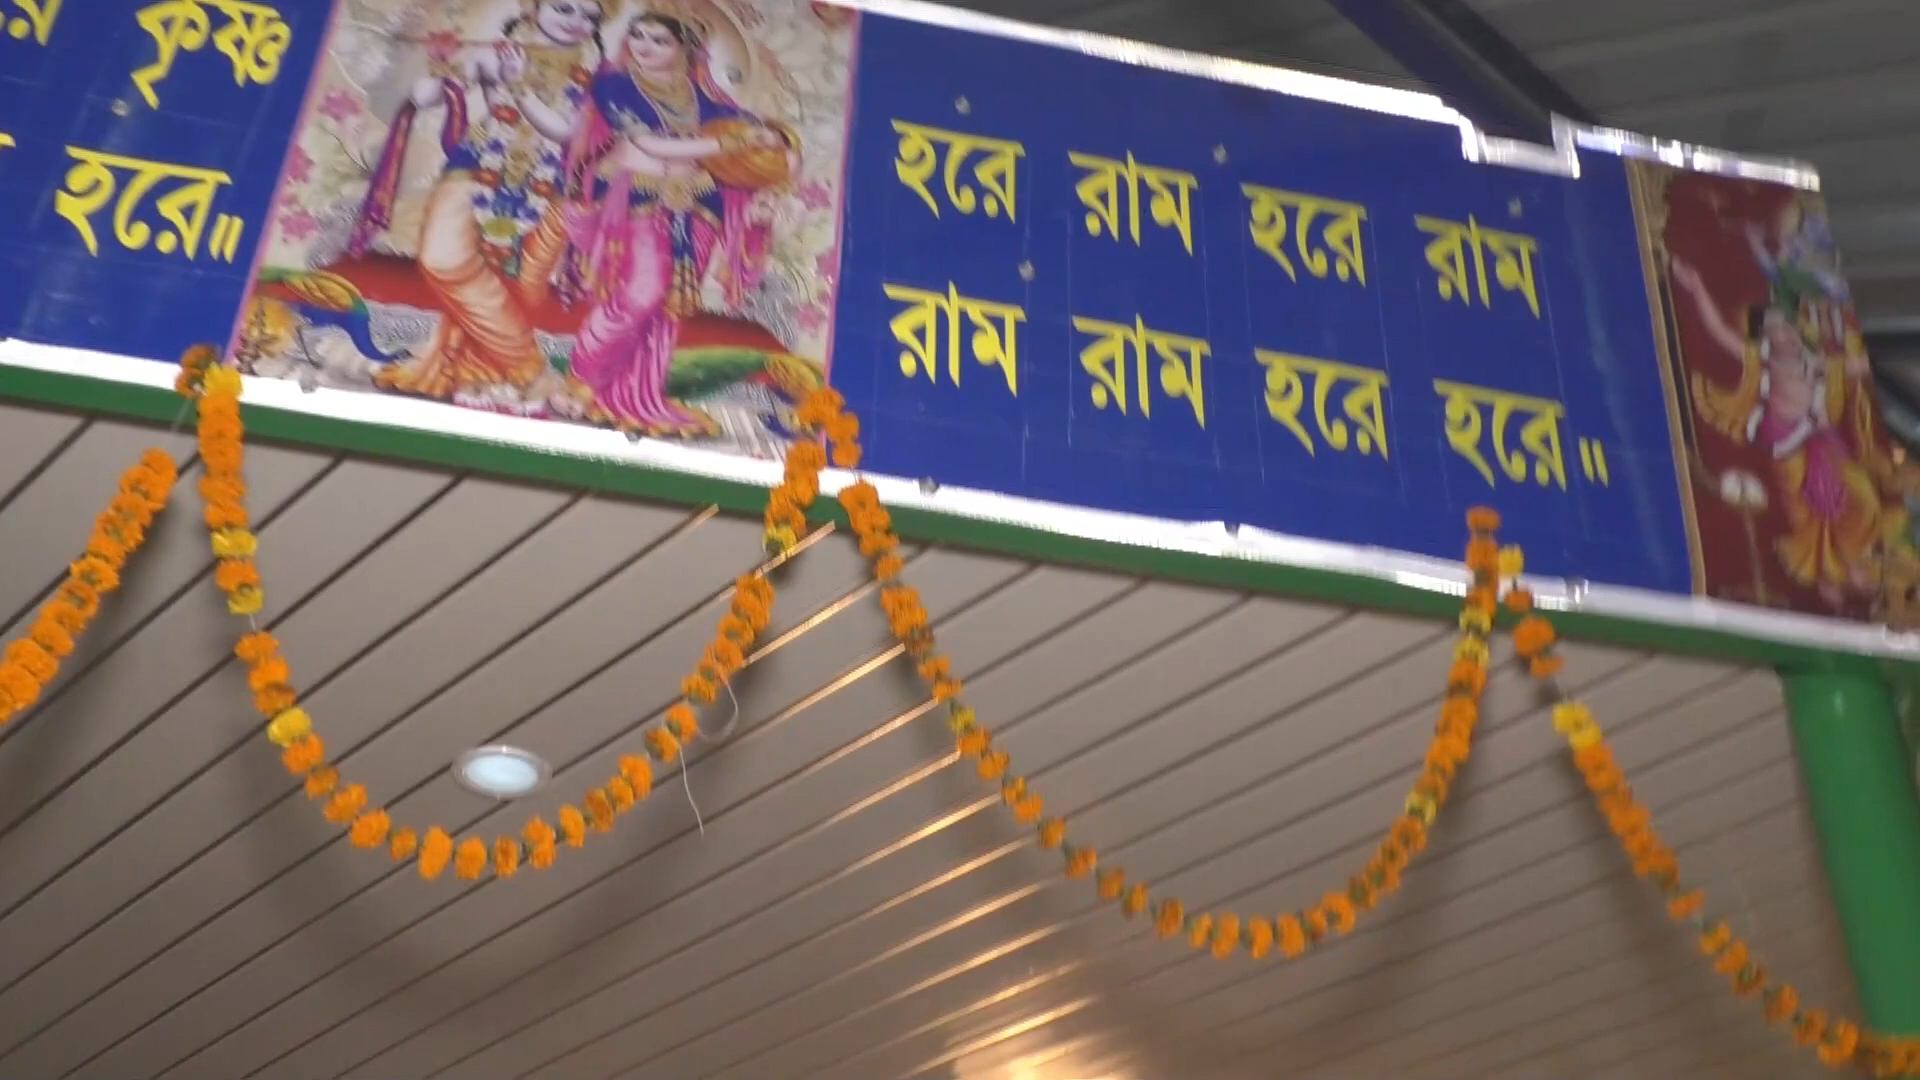 কৃষ্ণ
হরে॥
হরে রাম হরে রাম
রাম রাম হরে হরে॥